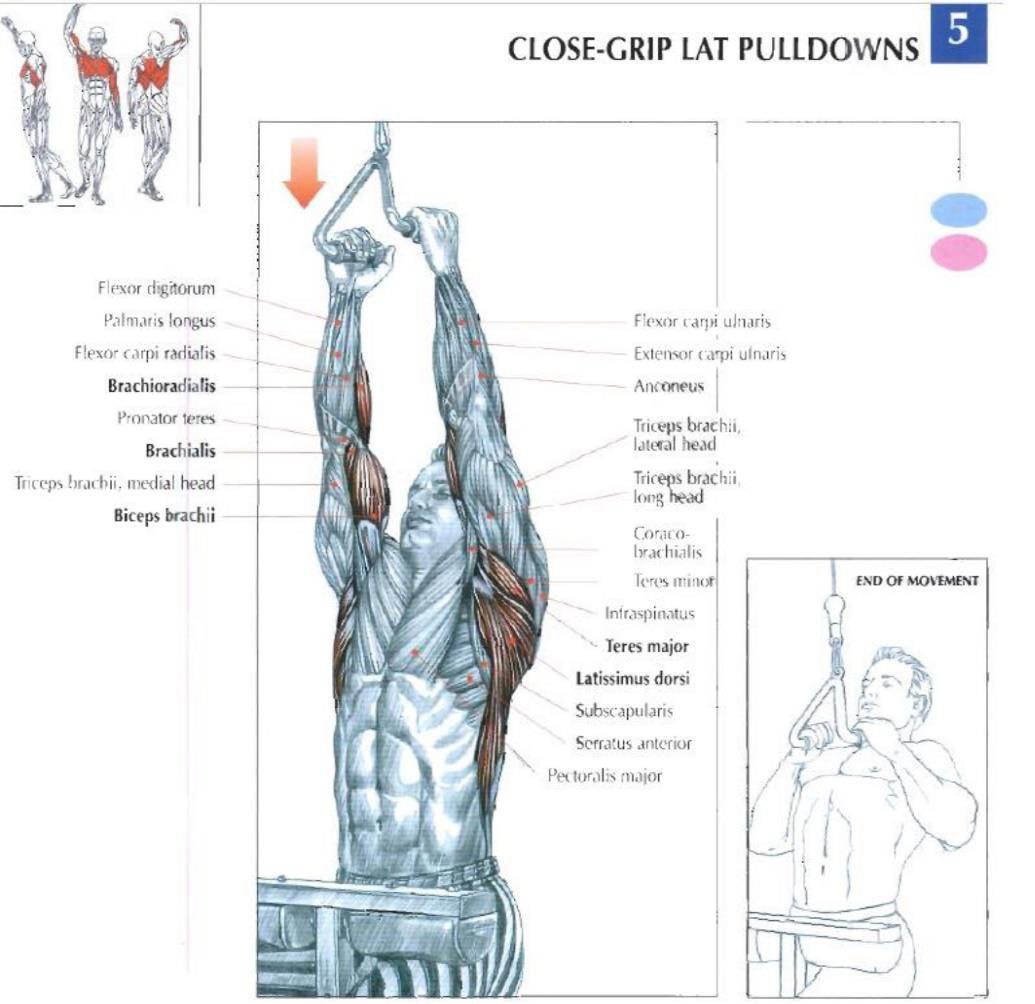 CLOSE-GRIP LAT PULLDOWNS
5
Flexor digitorum
Palmaris longus
Flexor carpi radialis
Brachioradialis
Pronator teres
Brachialis
Triceps brachii, medial head
Biceps brachii
Flexor carpi ulnaris
Extensor carpi ulnaris
Anconeus
Triceps brachii,
lateral head
Triceps brachii,
long head
Coraco-
brachialis
Teres minor
Infraspinatus
Teres major
Latissimus dorsi
Subscapularis
Serratus anterior
Pectoralis major
END OF MOVEMENT